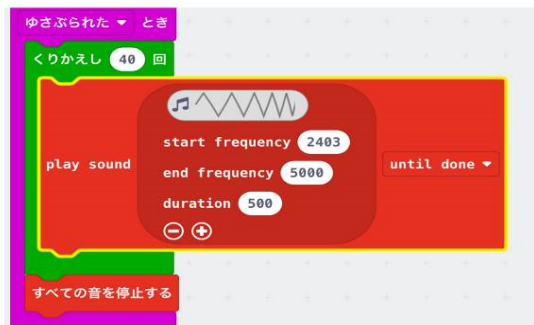 ゆさぶられた とき
くりかえし 40 回
start frequency 2403
play sound
end frequency 5000
until done
duration 500
すべての音を停止する